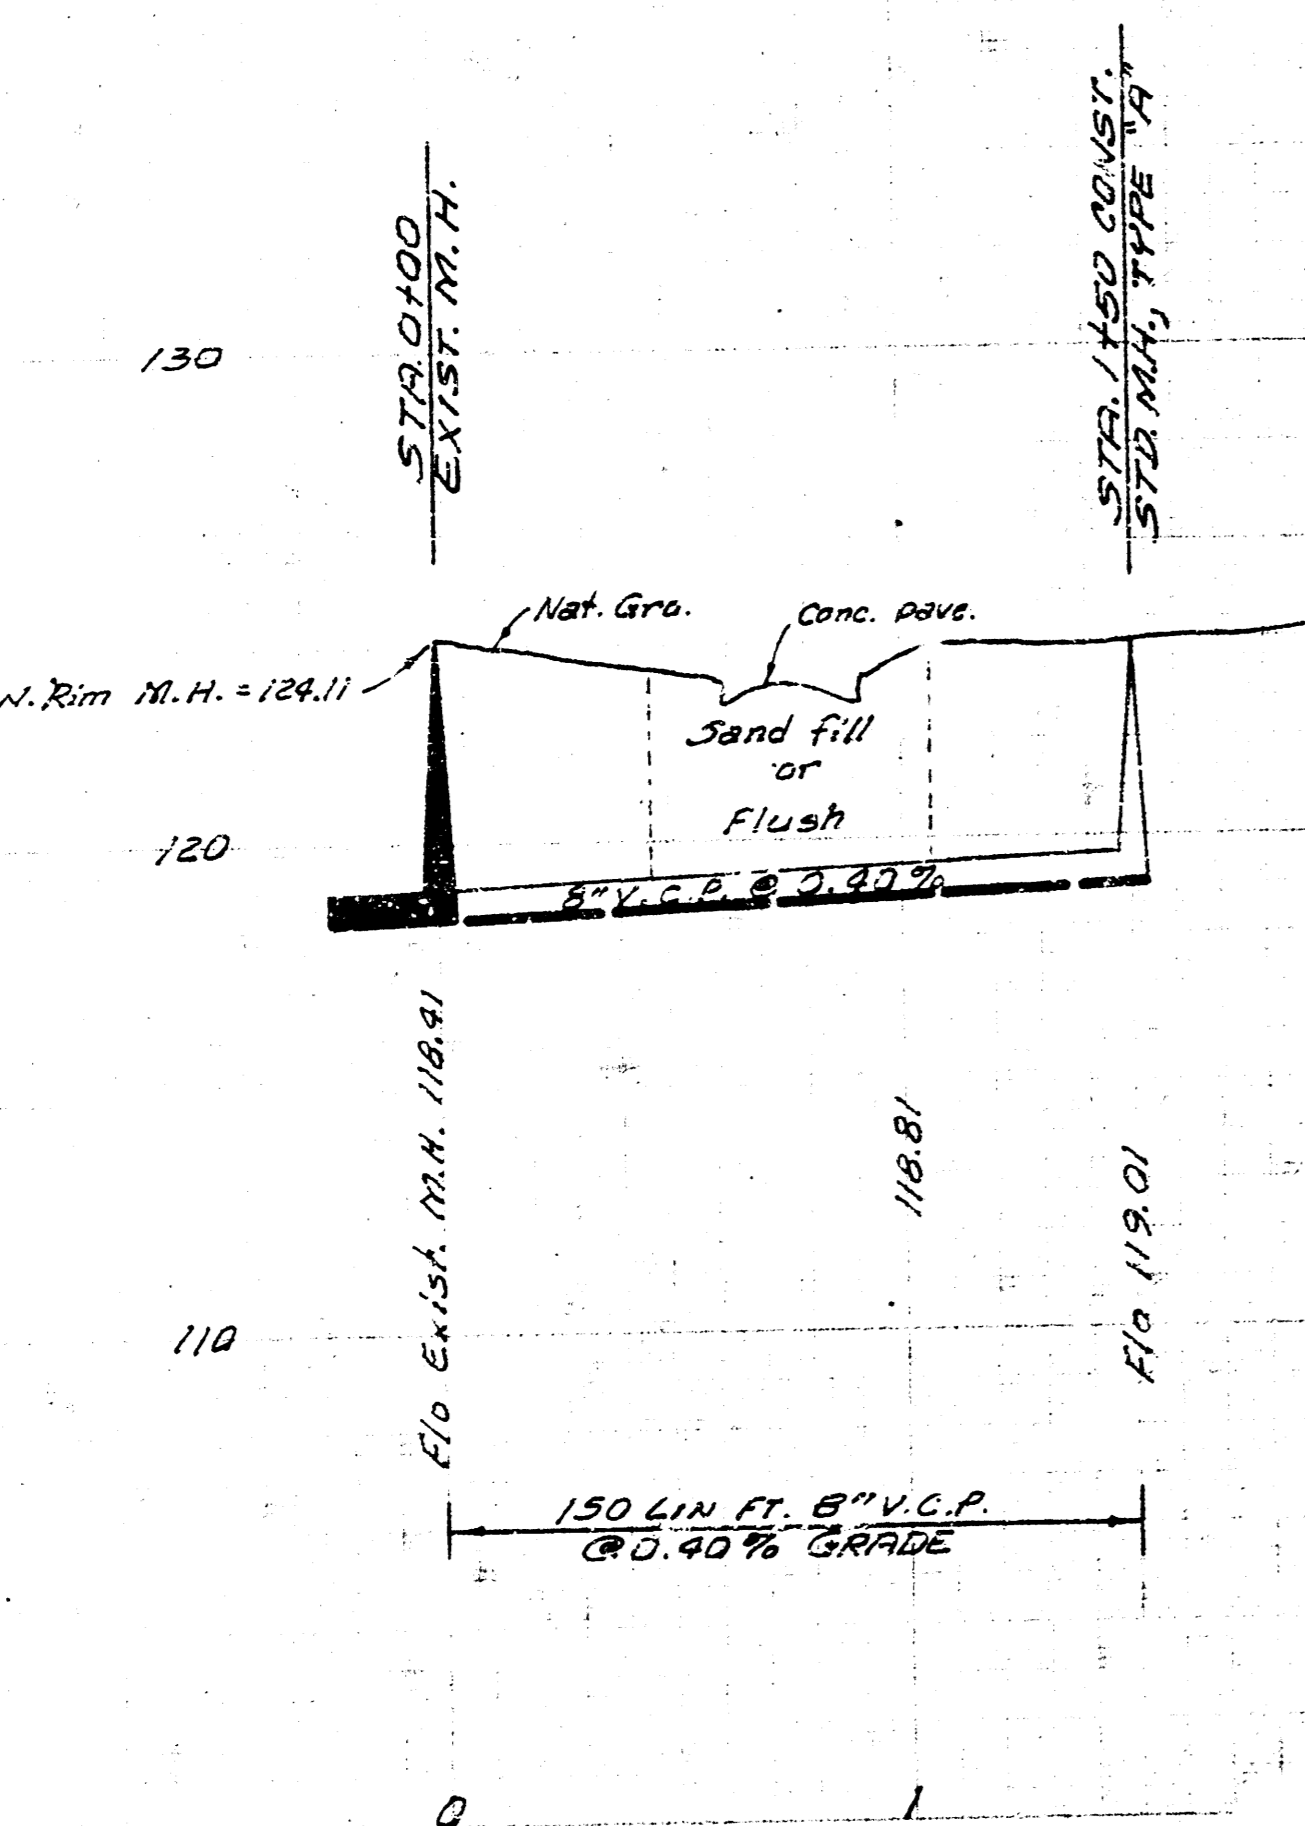 STA. 0+00
EXIST. M.H.
STA. 1+50 CONST.
STD. M.H., TYPE "A"
130
Nat. Gro.
Conc. pave.
N. Rim M.H. = 124.11
Sand fill
or
Flush
120
8" V.C.P. @ 0.40%
Flo Exist. M.H. 118.41
118.81
Flo 119.01
110
150 LIN FT. 8" V.C.P.
@ 0.40% GRADE
0
1